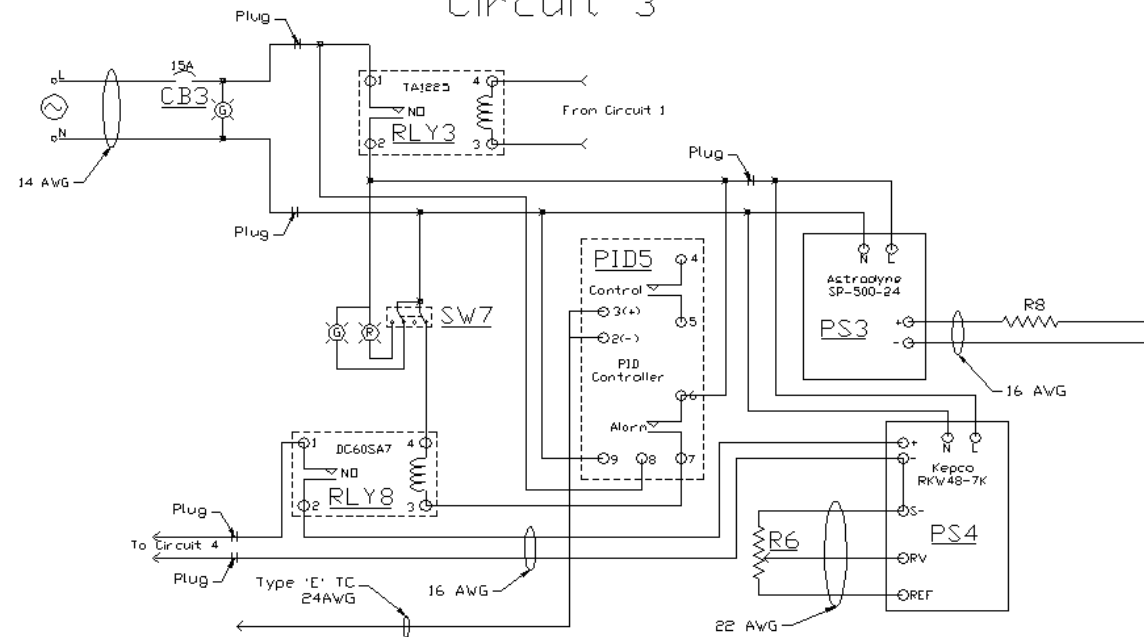 Circuit 3
Plug
15A
L
CB3
G
N
14 AWG
Plug
1
TA1225
4
NO
RLY3
2
3
From Circuit 1
Plug
PID5
4
Control
3(+)
5
2(-)
PID
Controller
6
Alarm
9
8
7
N
L
Astrodyne
SP-500-24
PS3
+
-
R8
16 AWG
G
R
SW7
1
DC60SA7
4
NO
RLY8
2
3
Plug
To Circuit 4
Plug
Type 'E' TC
24AWG
16 AWG
N
L
+
-
Kepco
RKW48-7K
S-
PS4
R6
RV
REF
22 AWG